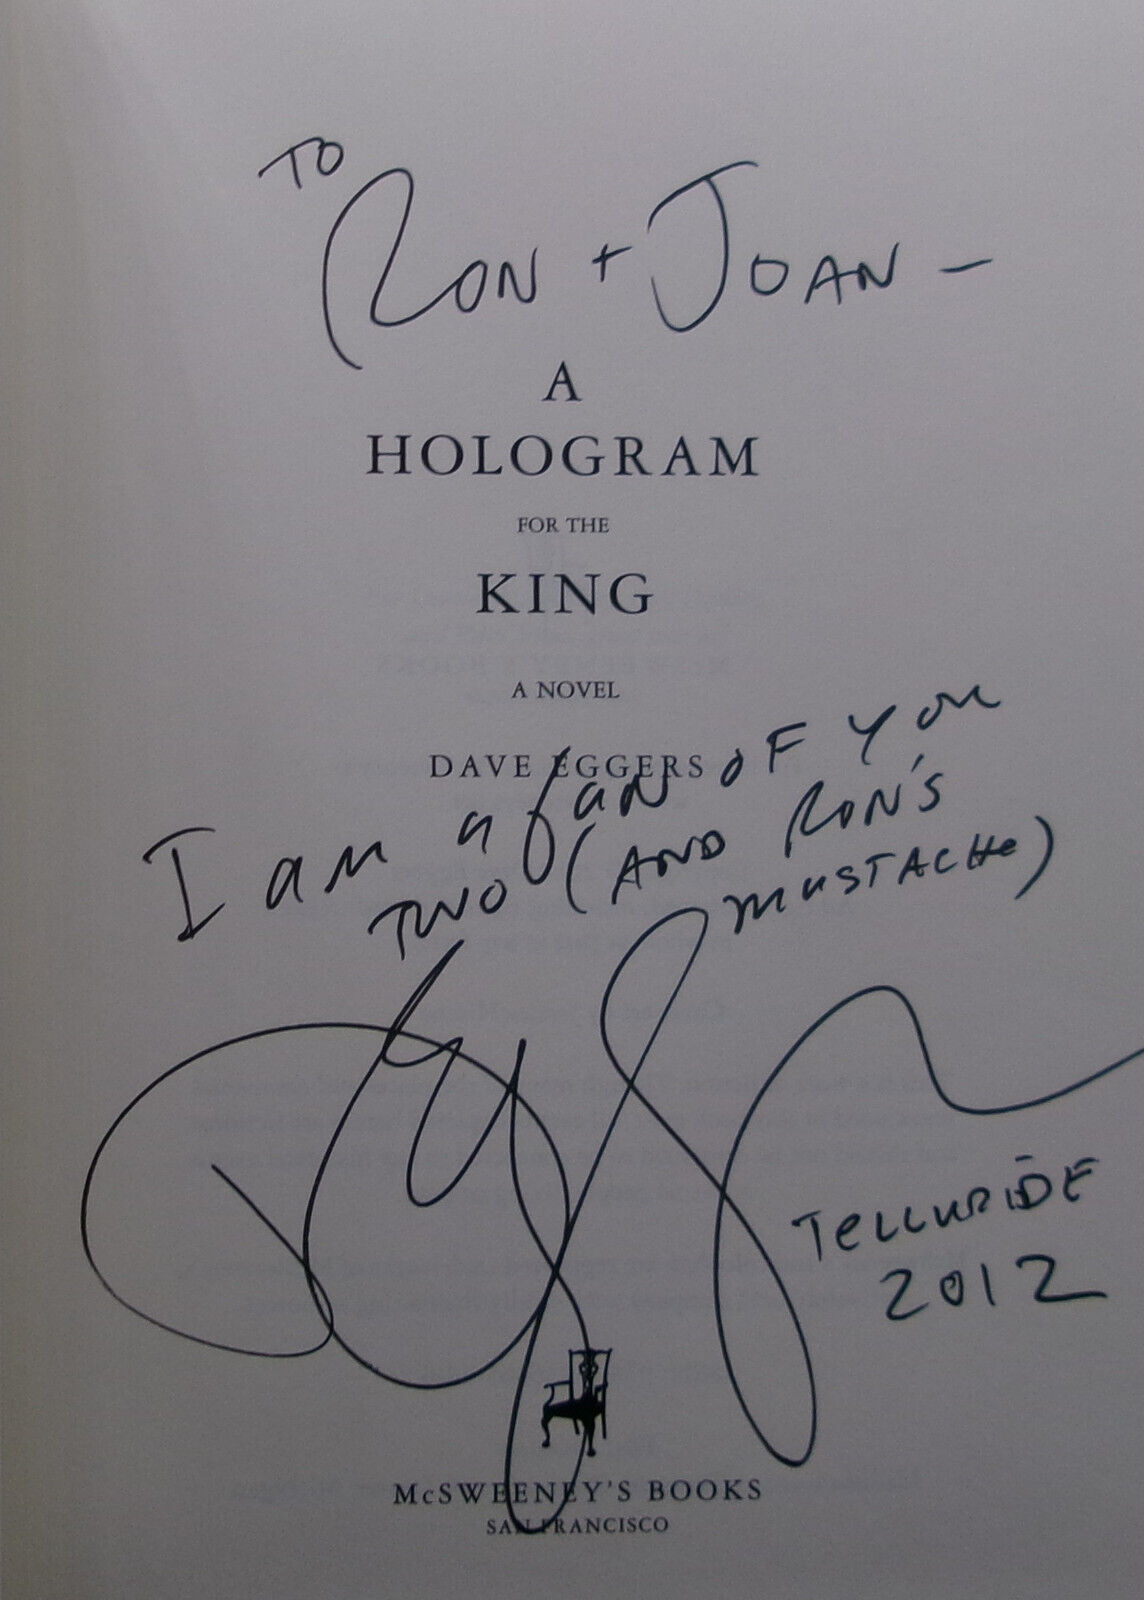 TO
RON + JOAN –
A
HOLOGRAM
FOR THE
KING
A NOVEL
DAVE EGGERS
I am a fan OF YOU
TWO (AND RON'S
MUSTACHE)
TELLURIDE
2012
McSWEENEY'S BOOKS
SAN FRANCISCO